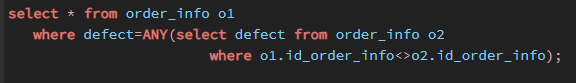 select * from order_info o1
where defect=ANY(select defect from order_info o2
where o1.id_order_info<>o2.id_order_info);